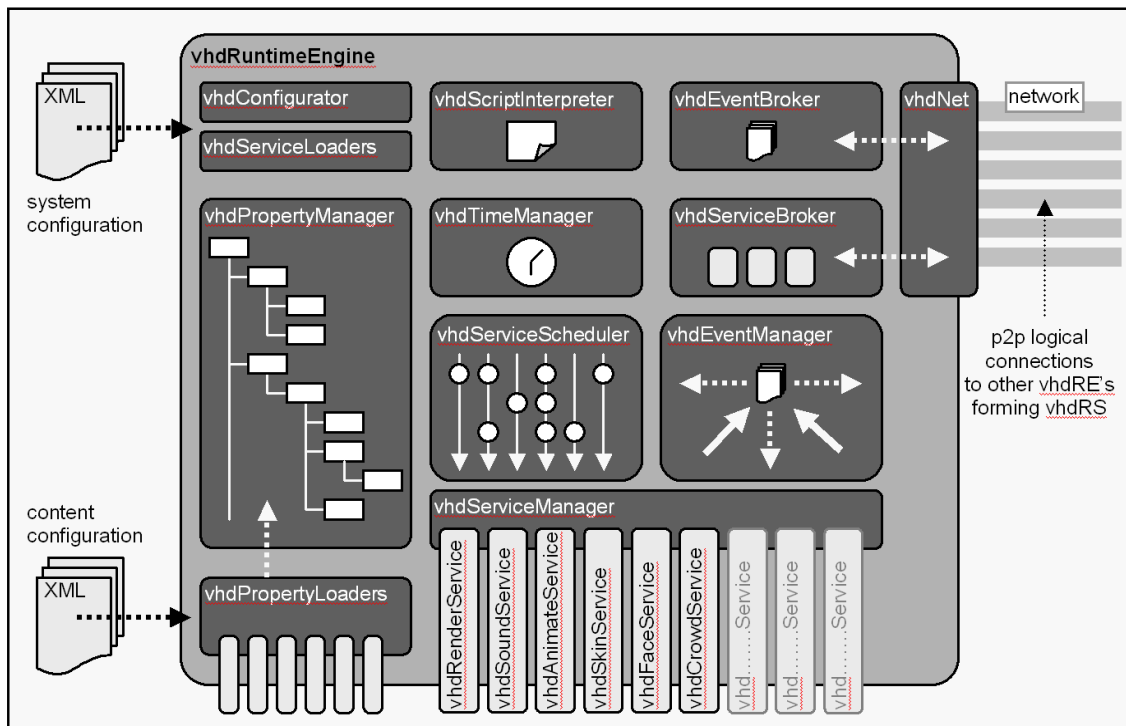 vhdRuntimeEngine
XML
system
configuration
vhdConfigurator
vhdServiceLoaders
vhdScriptInterpreter
vhdEventBroker
vhdNet
network
vhdPropertyManager
vhdTimeManager
vhdServiceBroker
vhdServiceScheduler
vhdEventManager
p2p logical
connections
to other vhdRE's
forming vhdRS
content
configuration
XML
vhdPropertyLoaders
vhdServiceManager
vhdRenderService
vhdSoundService
vhdAnimateService
vhdSkinService
vhdFaceService
vhdCrowdService
vhd......Service
vhd......Service
vhd......Service